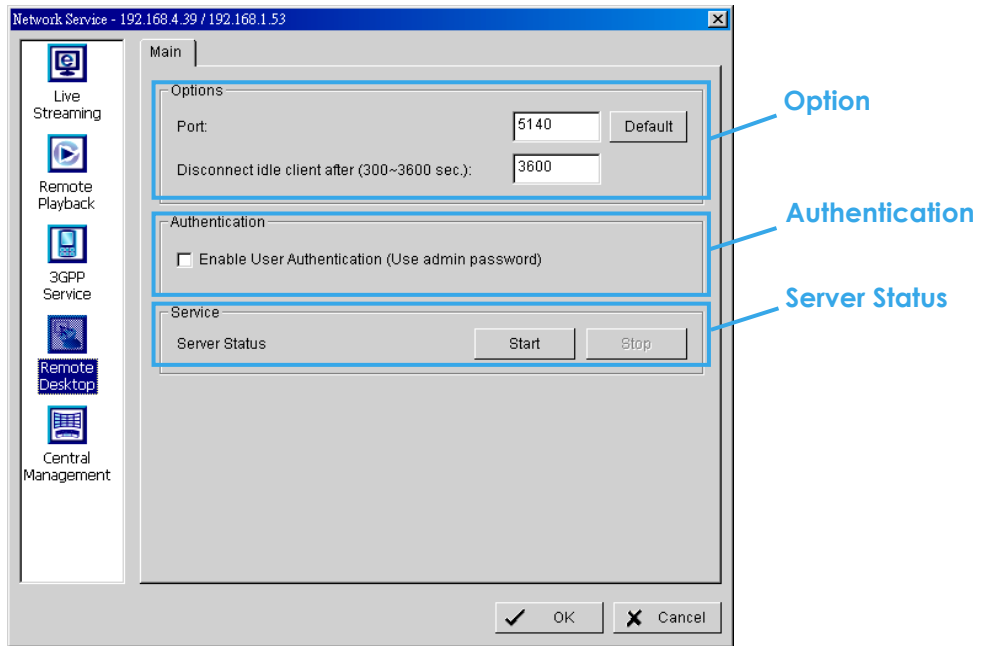 Network Service - 192.168.4.39 / 192.168.1.53
Live
Streaming
Remote
Playback
3GPP
Service
Remote
Desktop
Central
Management
Main
Options
Port:
5140
Default
Disconnect idle client after (300~3600 sec.):
3600
Authentication
Enable User Authentication (Use admin password)
Service
Server Status
Start
Stop
OK
Cancel
Option
Authentication
Server Status